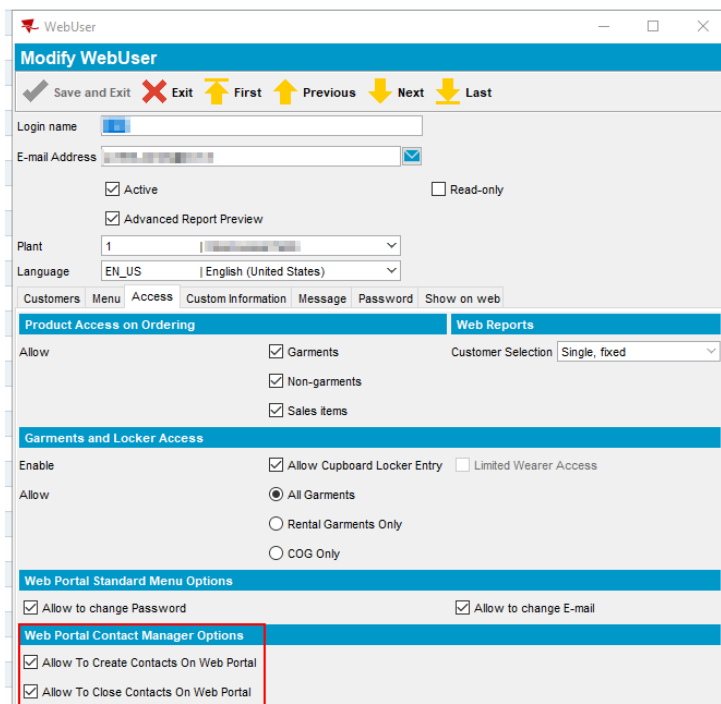 WebUser
Modify WebUser
Save and Exit Exit First Previous Next Last
Login name
E-mail Address
Active Read-only
Advanced Report Preview
Plant 1 |
Language EN_US | English (United States)
Customers Menu Access Custom Information Message Password Show on web
Product Access on Ordering Web Reports
Allow Garments Customer Selection Single, fixed
Non-garments
Sales items
Garments and Locker Access
Enable Allow Cupboard Locker Entry Limited Wearer Access
Allow All Garments
Rental Garments Only
COG Only
Web Portal Standard Menu Options
Allow to change Password Allow to change E-mail
Web Portal Contact Manager Options
Allow To Create Contacts On Web Portal
Allow To Close Contacts On Web Portal